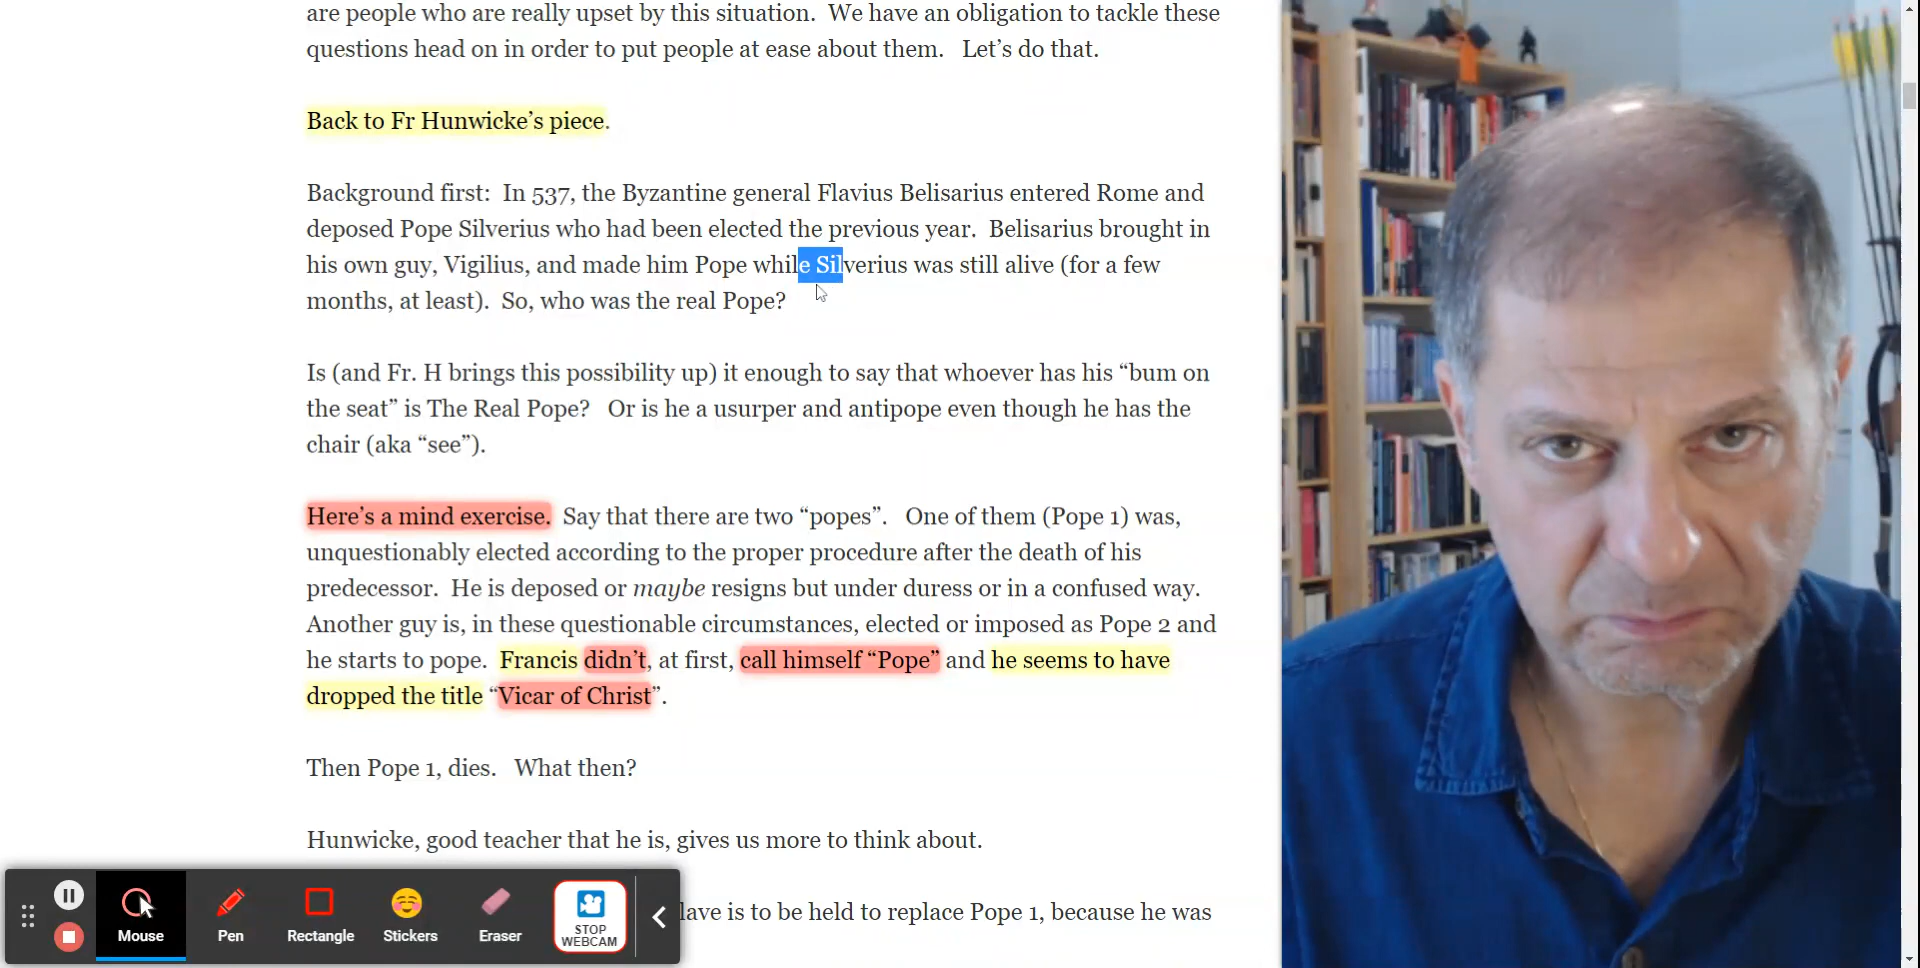 are people who are really upset by this situation.  We have an obligation to tackle these
questions head on in order to put people at ease about them.   Let’s do that.
Back to Fr Hunwicke’s piece.
Background first:  In 537, the Byzantine general Flavius Belisarius entered Rome and
deposed Pope Silverius who had been elected the previous year.  Belisarius brought in
his own guy, Vigilius, and made him Pope while Silverius was still alive (for a few
months, at least).  So, who was the real Pope?
Is (and Fr. H brings this possibility up) it enough to say that whoever has his “bum on
the seat” is The Real Pope?   Or is he a usurper and antipope even though he has the
chair (aka “see”).
Here’s a mind exercise.  Say that there are two “popes”.   One of them (Pope 1) was,
unquestionably elected according to the proper procedure after the death of his
predecessor.  He is deposed or maybe resigns but under duress or in a confused way.
Another guy is, in these questionable circumstances, elected or imposed as Pope 2 and
he starts to pope.  Francis didn’t, at first, call himself “Pope” and he seems to have
dropped the title “Vicar of Christ”.
Then Pope 1, dies.   What then?
Hunwicke, good teacher that he is, gives us more to think about.
lave is to be held to replace Pope 1, because he was
Mouse
Pen
Rectangle
Stickers
Eraser
STOP
WEBCAM